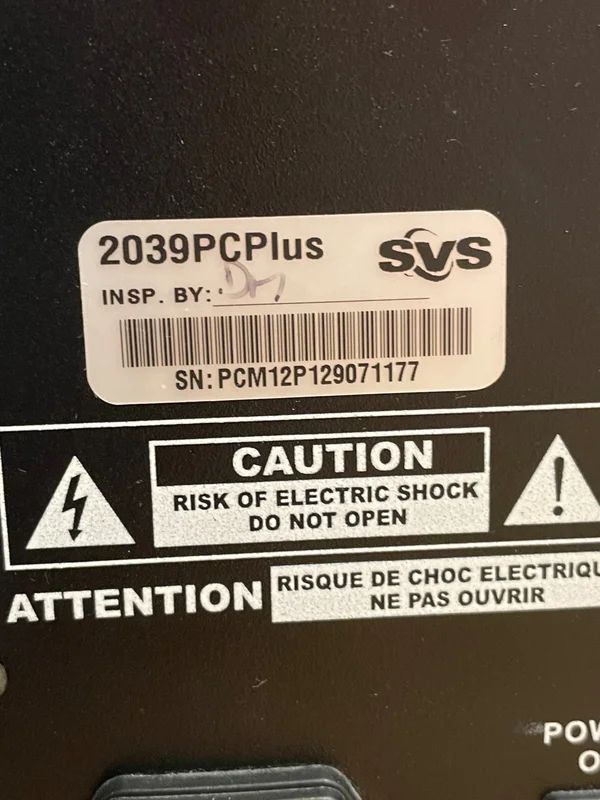 2039PCPlus
SVS
INSP. BY:
SN: PCM12P129071177
CAUTION
RISK OF ELECTRIC SHOCK
DO NOT OPEN
ATTENTION
RISQUE DE CHOC ELECTRIQU
NE PAS OUVRIR
POW
O